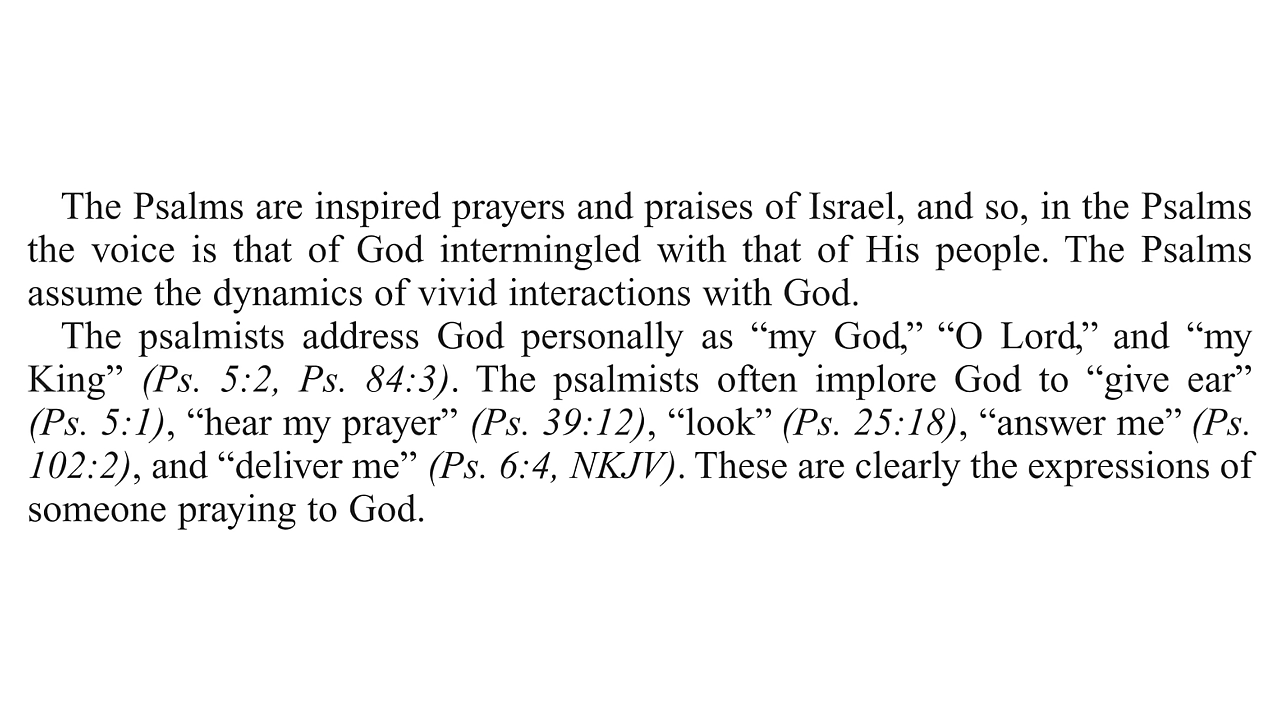 The Psalms are inspired prayers and praises of Israel, and so, in the Psalms
the voice is that of God intermingled with that of His people. The Psalms
assume the dynamics of vivid interactions with God.
The psalmists address God personally as “my God,” “O Lord,” and “my
King” (Ps. 5:2, Ps. 84:3). The psalmists often implore God to “give ear”
(Ps. 5:1), “hear my prayer” (Ps. 39:12), “look” (Ps. 25:18), “answer me” (Ps.
102:2), and “deliver me” (Ps. 6:4, NKJV). These are clearly the expressions of
someone praying to God.